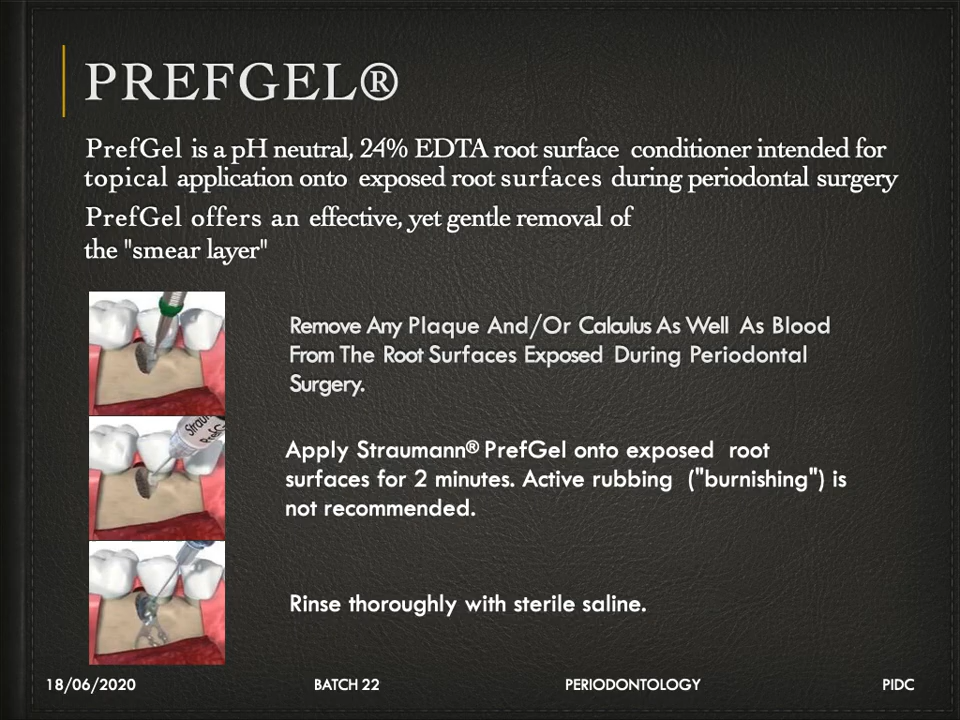 PREFGEL®
PrefGel is a pH neutral, 24% EDTA root surface conditioner intended for
topical application onto exposed root surfaces during periodontal surgery
PrefGel offers an effective, yet gentle removal of
the "smear layer"
Remove Any Plaque And/Or Calculus As Well As Blood
From The Root Surfaces Exposed During Periodontal
Surgery.
Apply Straumann® PrefGel onto exposed root
surfaces for 2 minutes. Active rubbing ("burnishing") is
not recommended.
Rinse thoroughly with sterile saline.
18/06/2020 BATCH 22 PERIODONTOLOGY PIDC